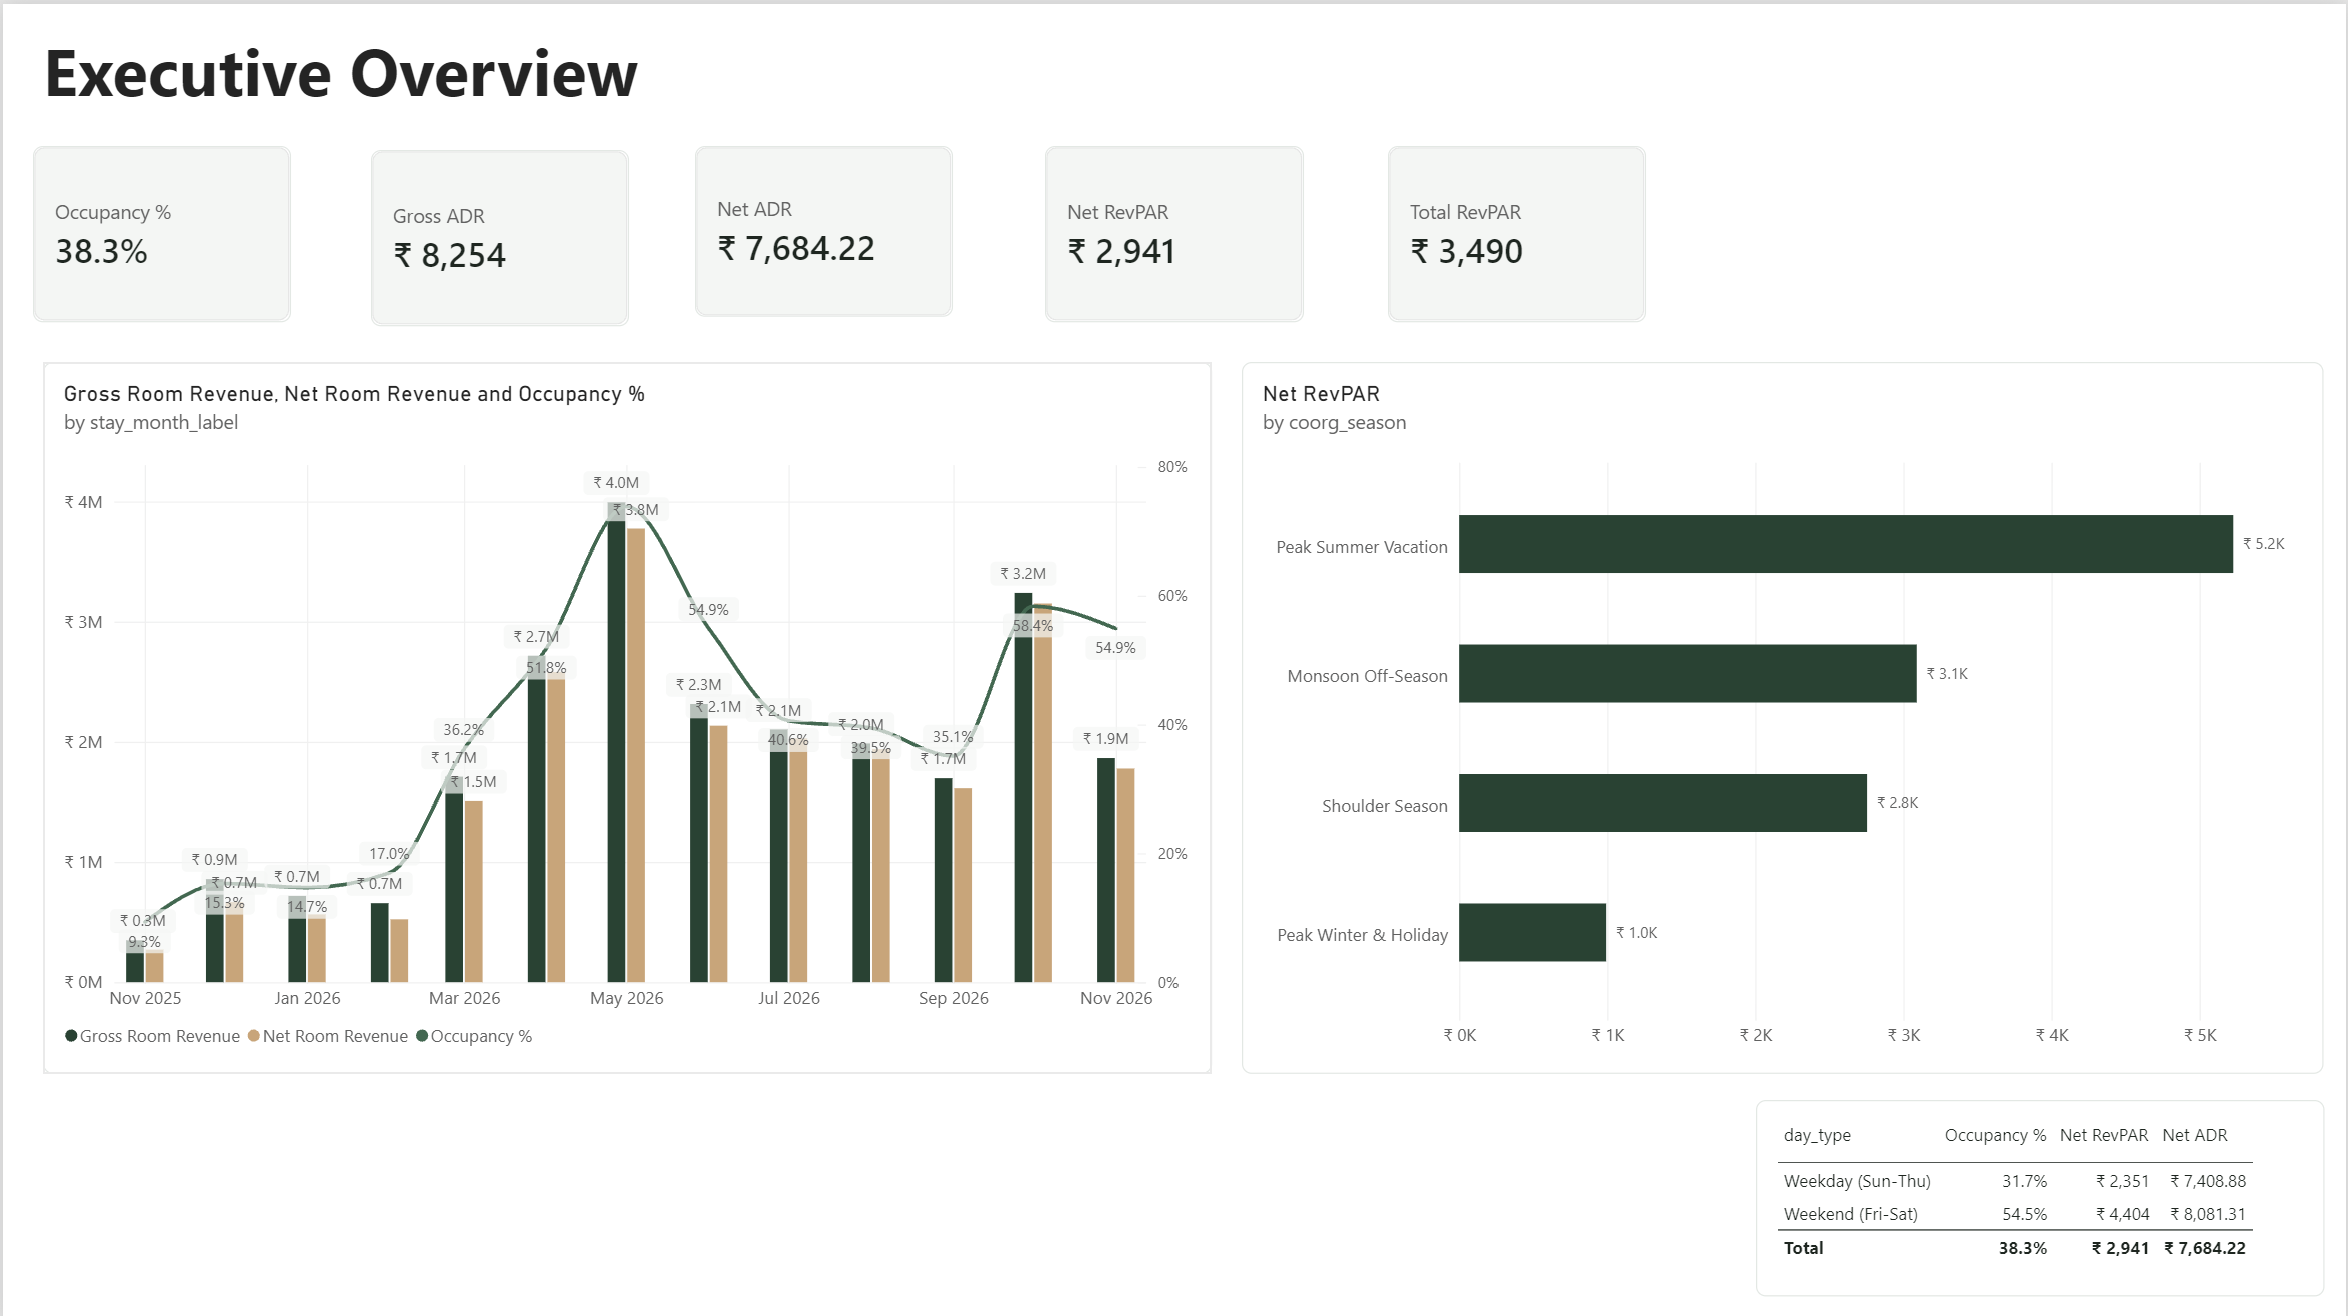 Executive Overview
Occupancy %
38.3%
Gross ADR
₹ 8,254
Net ADR
₹ 7,684.22
Net RevPAR
₹ 2,941
Total RevPAR
₹ 3,490
Gross Room Revenue, Net Room Revenue and Occupancy %
by stay_month_label
₹ 4M
₹ 3M
₹ 2M
₹ 1M
₹ 0M
80%
60%
40%
20%
0%
₹ 0.3M
9.3%
₹ 0.9M
₹ 0.7M
15.3%
₹ 0.7M
14.7%
17.0%
₹ 0.7M
36.2%
₹ 1.7M
₹ 1.5M
₹ 2.7M
51.8%
₹ 4.0M
₹ 3.8M
54.9%
₹ 2.3M
₹ 2.1M
₹ 2.1M
40.6%
₹ 2.0M
39.5%
35.1%
₹ 1.7M
₹ 3.2M
58.4%
54.9%
₹ 1.9M
Nov 2025 Jan 2026 Mar 2026 May 2026 Jul 2026 Sep 2026 Nov 2026
Gross Room Revenue Net Room Revenue Occupancy %
Net RevPAR
by coorg_season
Peak Summer Vacation ₹ 5.2K
Monsoon Off-Season ₹ 3.1K
Shoulder Season ₹ 2.8K
Peak Winter & Holiday ₹ 1.0K
₹ 0K ₹ 1K ₹ 2K ₹ 3K ₹ 4K ₹ 5K
day_type Occupancy % Net RevPAR Net ADR
Weekday (Sun-Thu) 31.7% ₹ 2,351 ₹ 7,408.88
Weekend (Fri-Sat) 54.5% ₹ 4,404 ₹ 8,081.31
Total 38.3% ₹ 2,941 ₹ 7,684.22